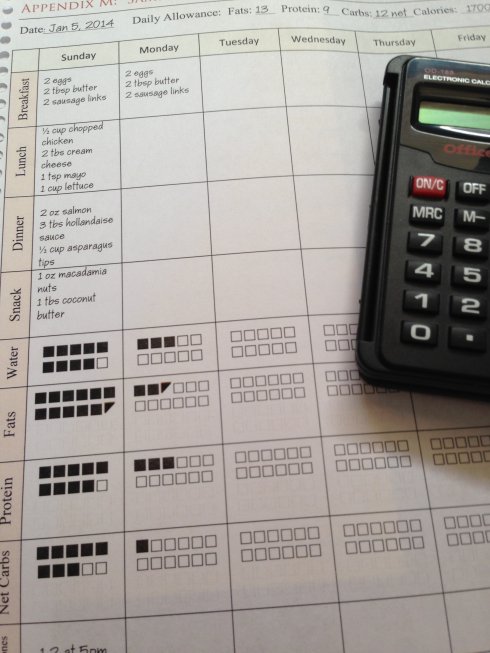 APPENDIX M:
Date: Jan 5, 2014 Daily Allowance: Fats: 13 Protein: 9 Carbs: 12 net Calories: 1700
Sunday Monday Tuesday Wednesday Thursday Friday
Breakfast
2 eggs
2 tbsp butter
2 sausage links
2 eggs
2 tbsp butter
2 sausage links
Lunch
½ cup chopped
chicken
2 tbs cream
cheese
1 tsp mayo
1 cup lettuce
Dinner
2 oz salmon
3 tbs hollandaise
sauce
½ cup asparagus
tips
Snack
1 oz macadamia
nuts
1 tbs coconut
butter
Water
Fats
Protein
Net Carbs
1.2 at 5pm
ELECTRONIC CALC
Office
ON/C OFF
MRC M−
7 8
4 5
1 2
0 .